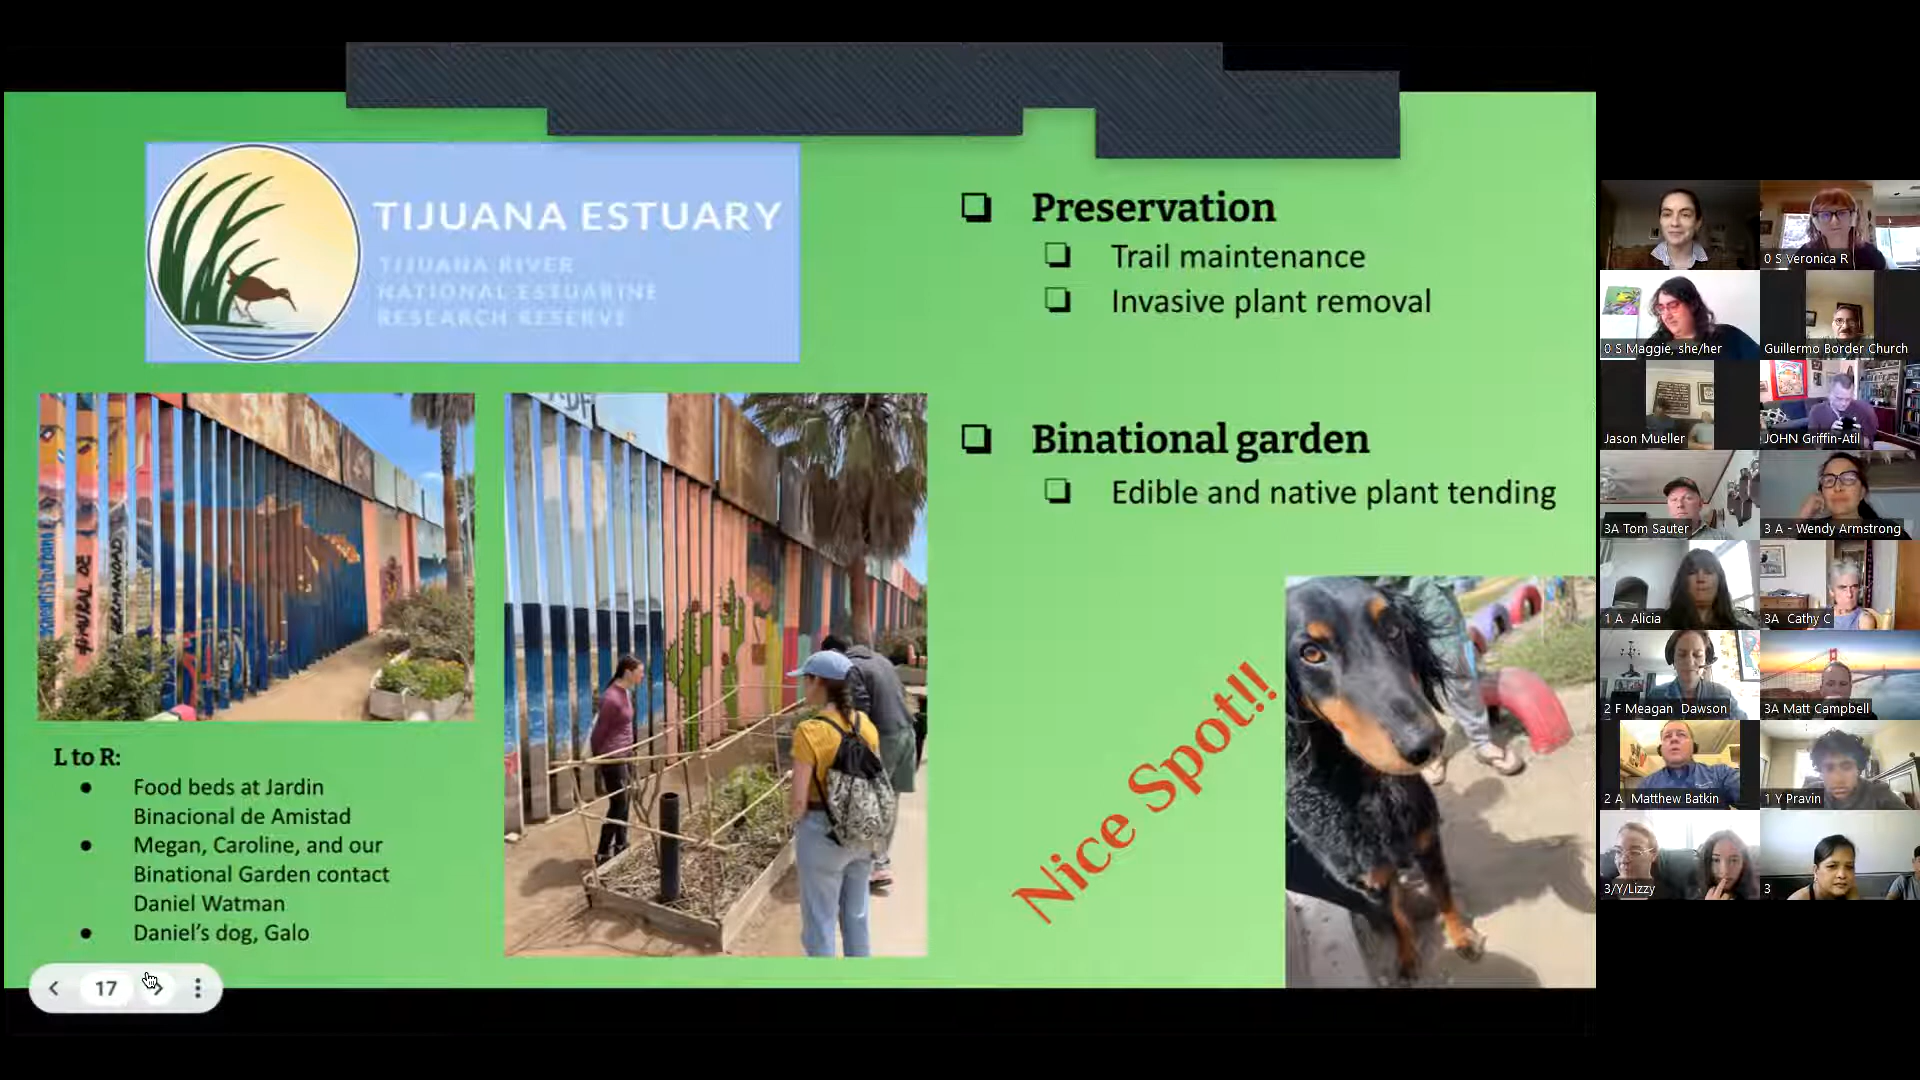 TIJUANA ESTUARY
TIJUANA RIVER
NATIONAL ESTUARINE
RESEARCH RESERVE
❏ Preservation
❏ Trail maintenance
❏ Invasive plant removal
❏ Binational garden
❏ Edible and native plant tending
#MURAL DE
HERMANDAD
L to R:
● Food beds at Jardin
Binacional de Amistad
● Megan, Caroline, and our
Binational Garden contact
Daniel Watman
● Daniel’s dog, Galo
Nice Spot!!
17
0 S Veronica R
0 S Maggie, she/her
Guillermo Border Church
Jason Mueller
JOHN Griffin-Atil
3A Tom Sauter
3 A - Wendy Armstrong
1 A Alicia
3A Cathy C
2 F Meagan Dawson
3A Matt Campbell
2 A Matthew Batkin
1 Y Pravin
3/Y/Lizzy
3